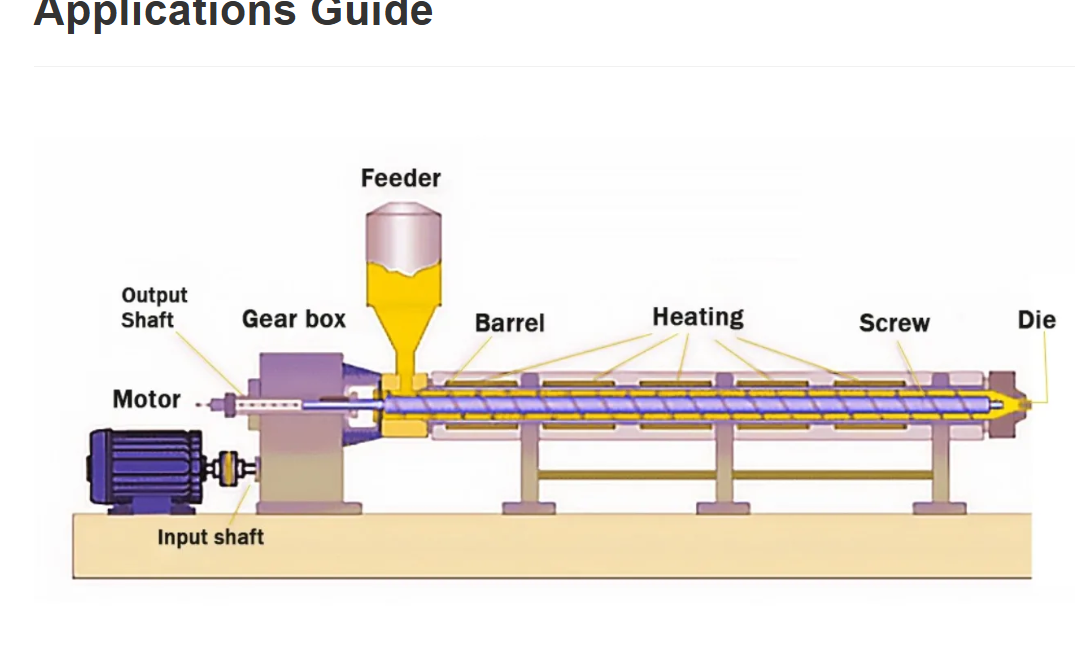 Applications Guide
Feeder
Output
Shaft
Gear box
Barrel
Heating
Screw
Die
Motor
Input shaft